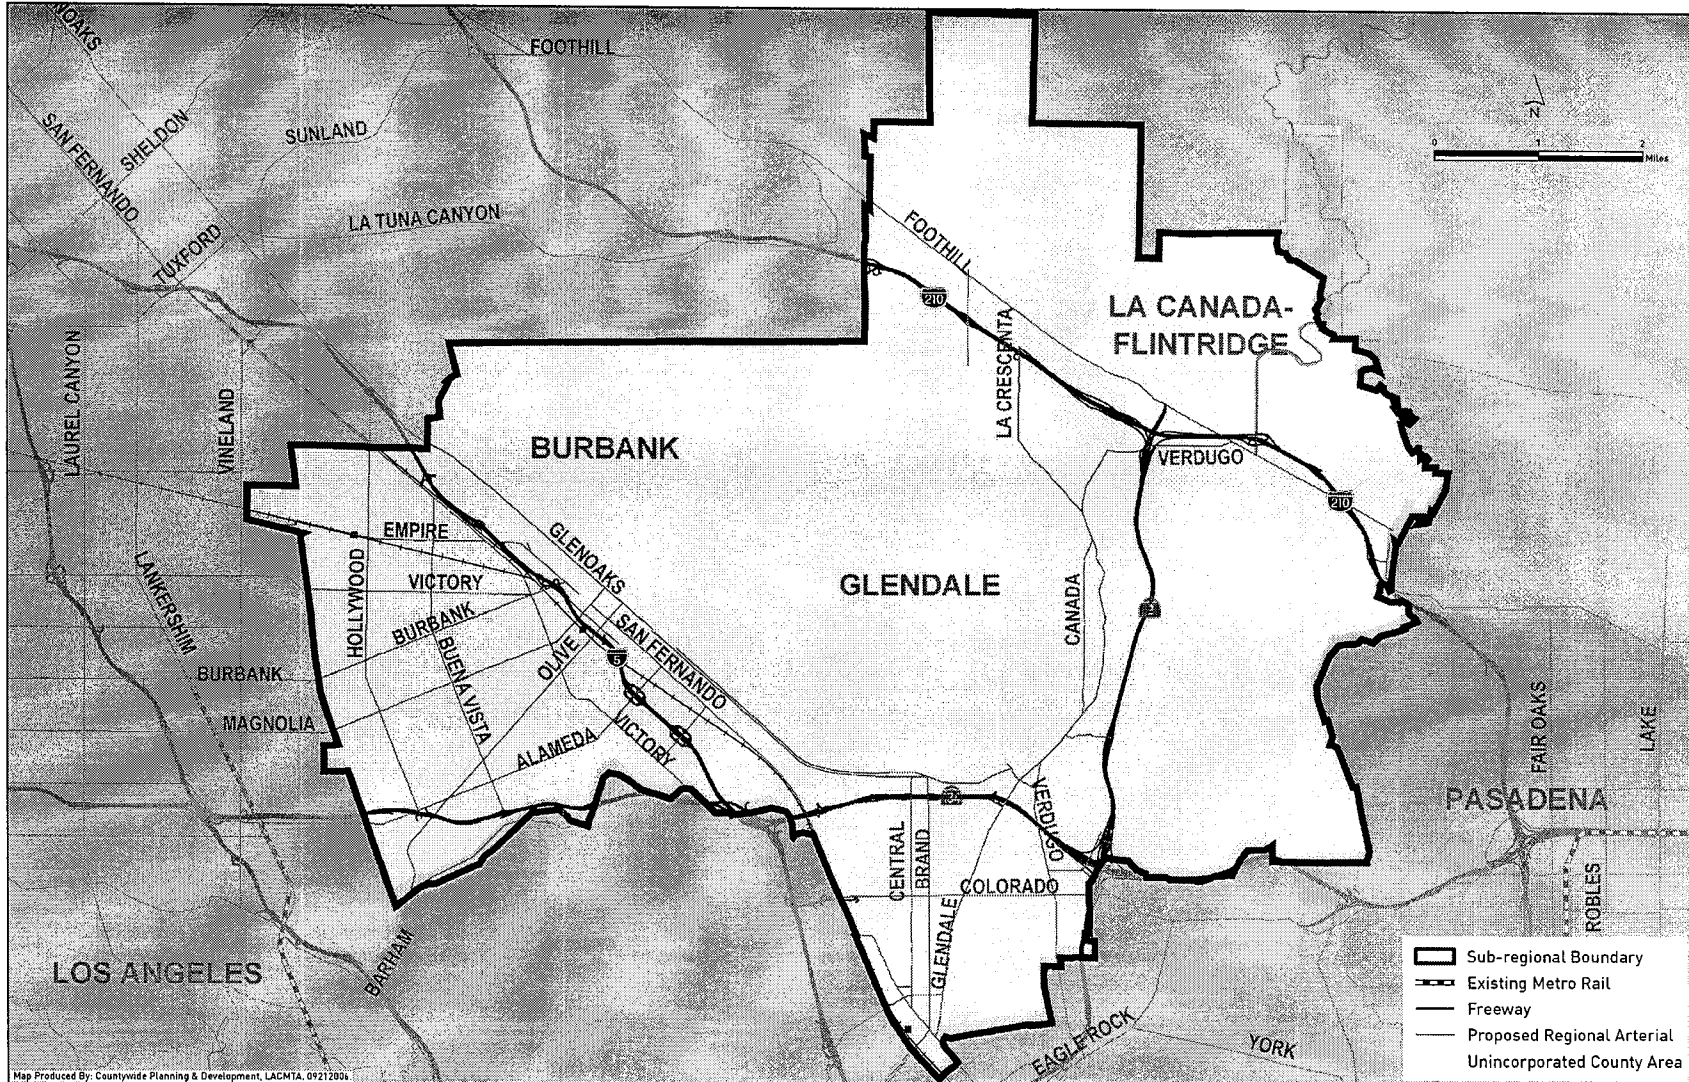 NOAKS
FOOTHILL
SAN FERNANDO
SHELDON
SUNLAND
N
0 1 2
Miles
TUXFORD
LA TUNA CANYON
FOOTHILL
210
LA CANADA-
FLINTRIDGE
LAUREL CANYON
VINELAND
LA CRESCENTA
BURBANK
VERDUGO
210
EMPIRE
GLENOAKS
HOLLYWOOD
VICTORY
GLENDALE
CANADA
LANKERSHIM
BURBANK
BUENA VISTA
OLIVE
SAN FERNANDO
5
BURBANK
MAGNOLIA
ALAMEDA
VICTORY
FAIR OAKS
LAKE
VERDUGO
PASADENA
CENTRAL
BRAND
COLORADO
GLENDALE
ROBLES
LOS ANGELES
BARHAM
EAGLE ROCK
YORK
Sub-regional Boundary
Existing Metro Rail
Freeway
Proposed Regional Arterial
Unincorporated County Area
Map Produced By: Countywide Planning & Development, LACMTA, 09212006